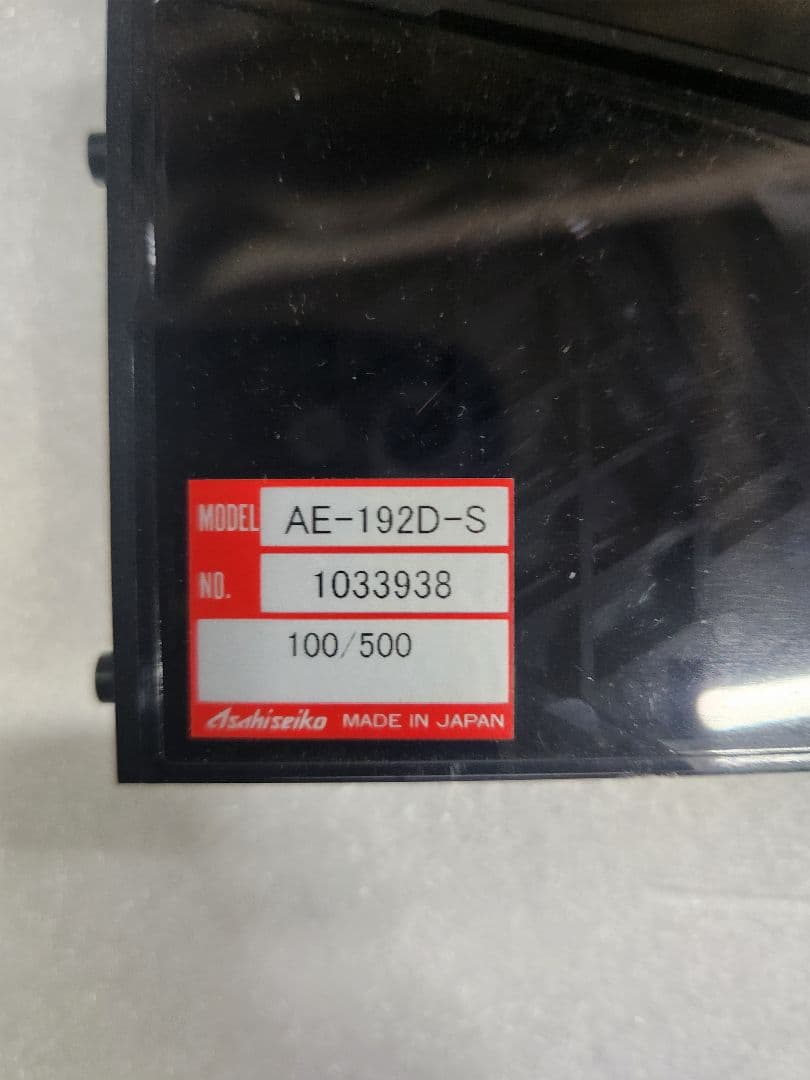 MODEL AE-192D-S
NO. 1033938
100/500
Asahiseiko MADE IN JAPAN